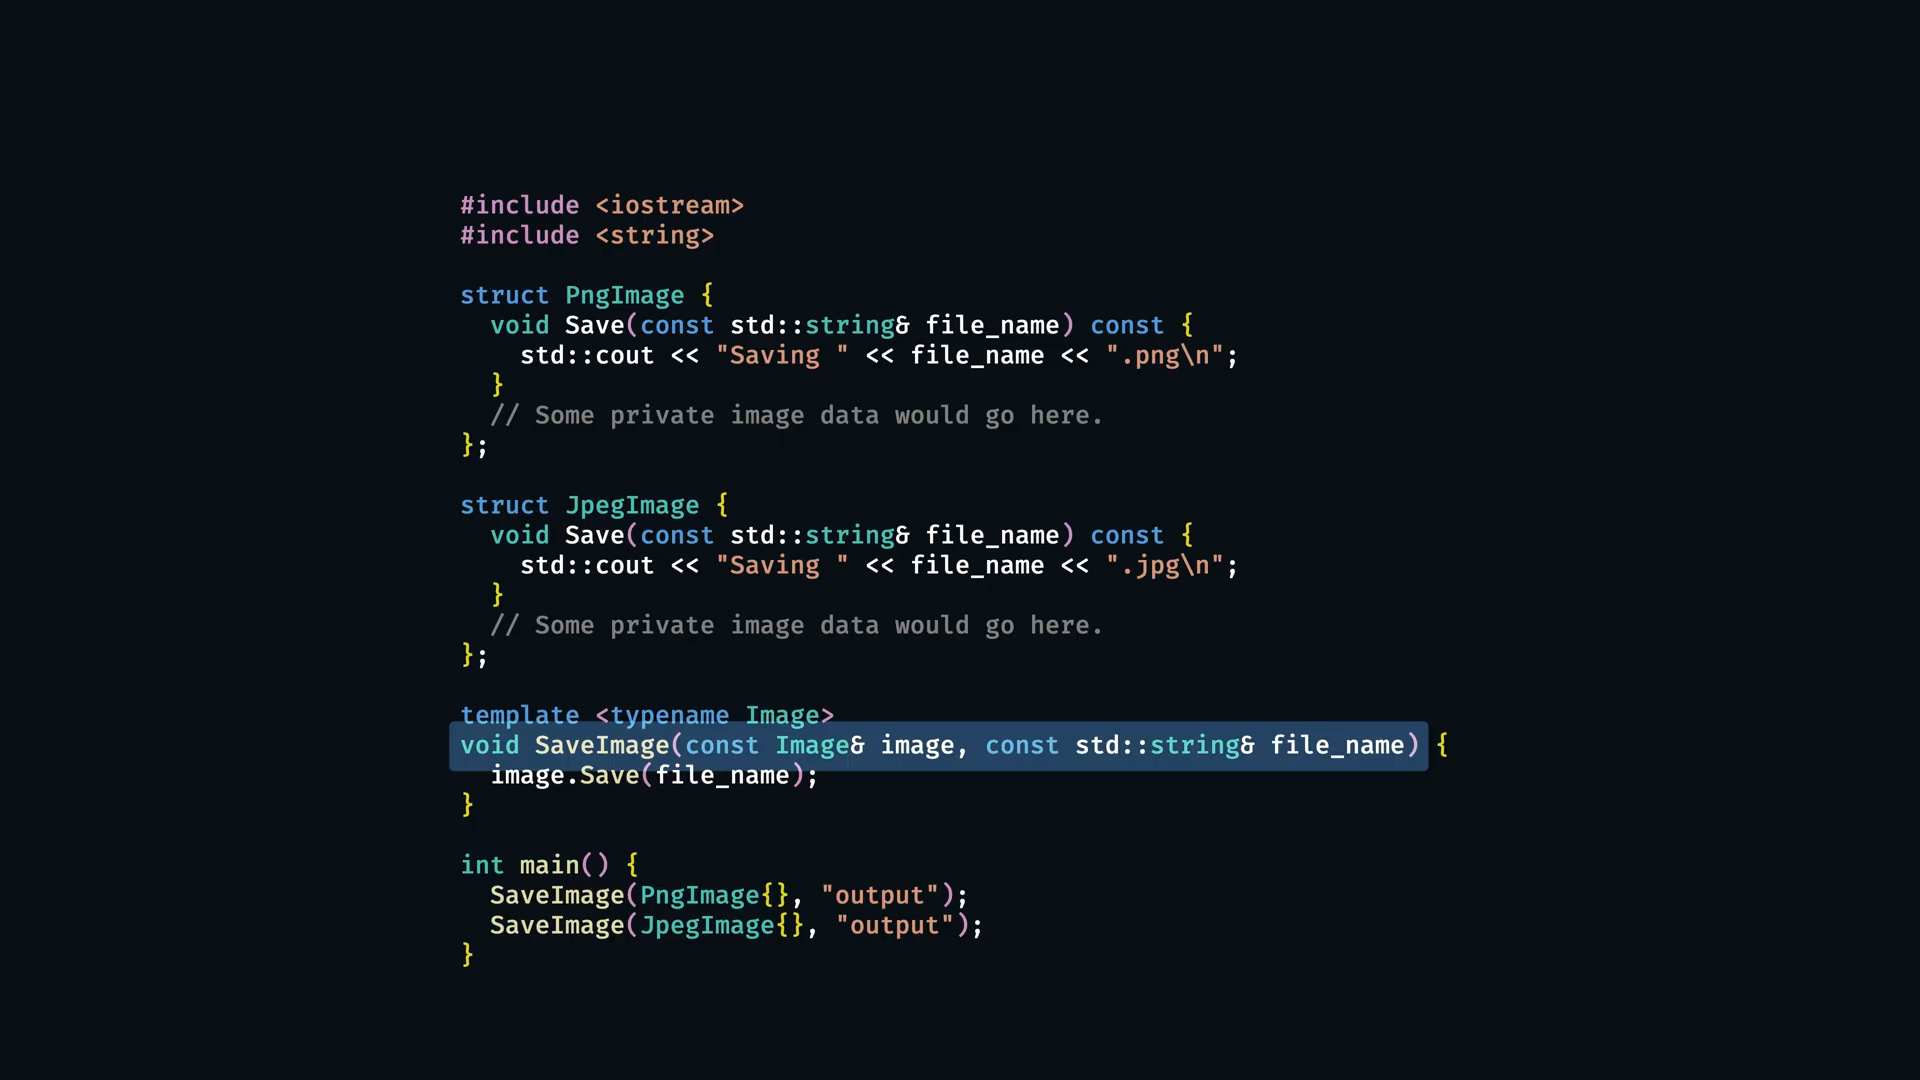 #include <iostream>
#include <string>
struct PngImage {
void Save(const std::string& file_name) const {
std::cout << "Saving " << file_name << ".png\n";
}
// Some private image data would go here.
};
struct JpegImage {
void Save(const std::string& file_name) const {
std::cout << "Saving " << file_name << ".jpg\n";
}
// Some private image data would go here.
};
template <typename Image>
void SaveImage(const Image& image, const std::string& file_name) {
image.Save(file_name);
}
int main() {
SaveImage(PngImage{}, "output");
SaveImage(JpegImage{}, "output");
}